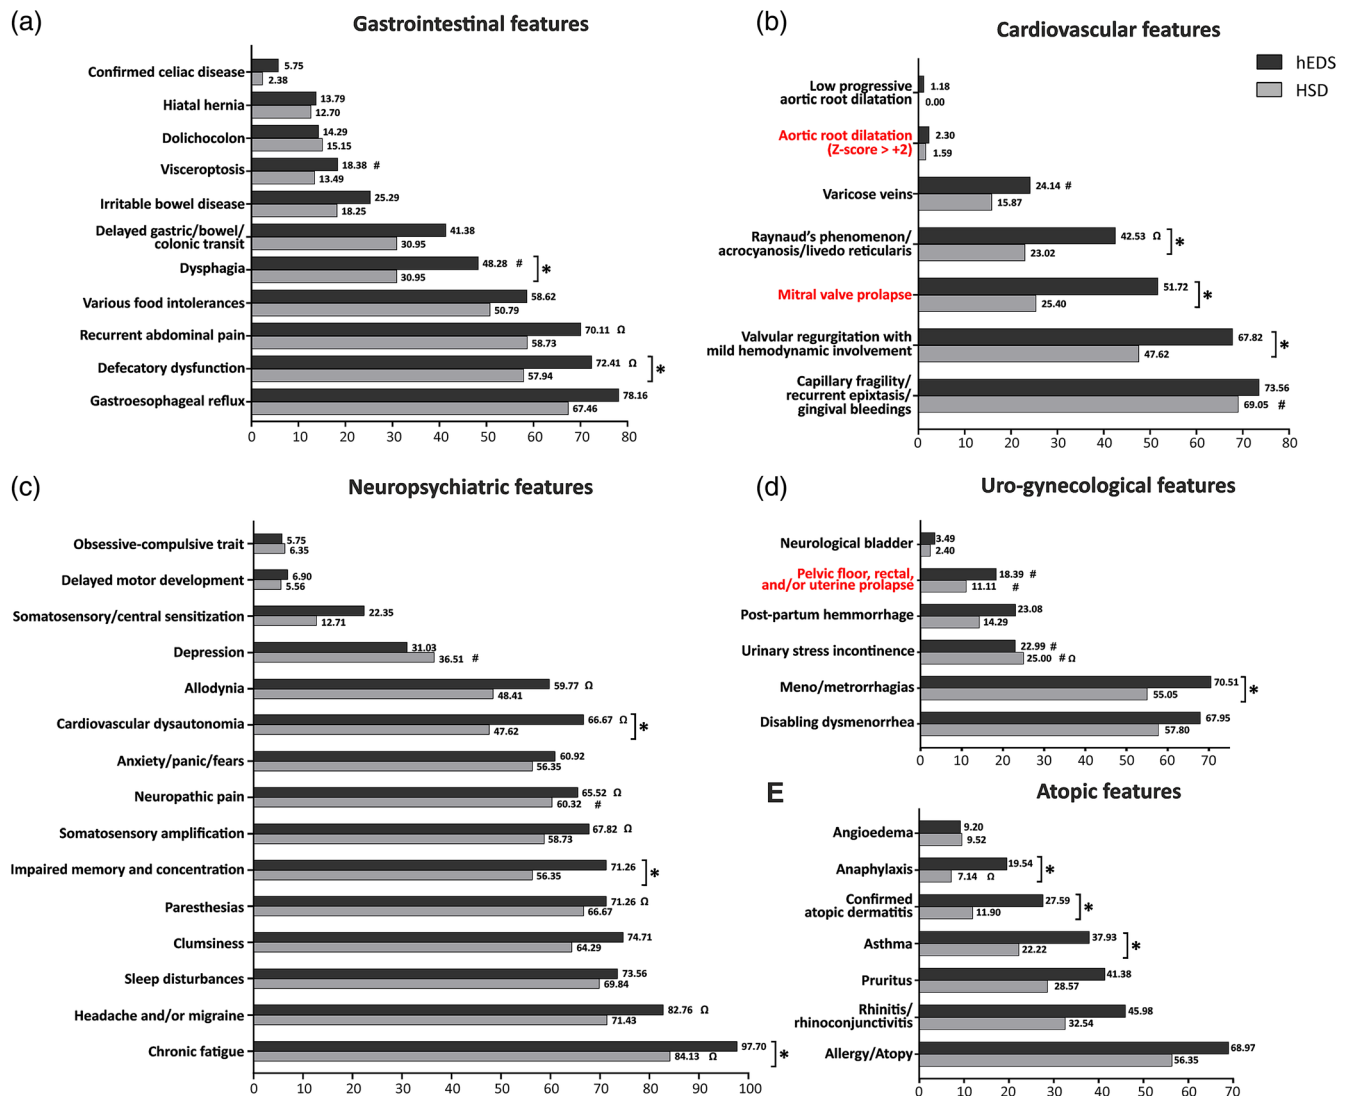 (a)
Gastrointestinal features
Confirmed celiac disease
5.75
2.38
Hiatal hernia
13.79
12.70
Dolichocolon
14.29
15.15
Visceroptosis
18.38 #
13.49
Irritable bowel disease
25.29
18.25
Delayed gastric/bowel/
colonic transit
41.38
30.95
Dysphagia
48.28 #
30.95
*
Various food intolerances
58.62
50.79
Recurrent abdominal pain
70.11 Ω
58.73
Defecatory dysfunction
72.41 Ω
57.94
*
Gastroesophageal reflux
78.16
67.46
0 10 20 30 40 50 60 70 80
(b)
Cardiovascular features
hEDS
HSD
Low progressive
aortic root dilatation
1.18
0.00
Aortic root dilatation
(Z-score > +2)
2.30
1.59
Varicose veins
24.14 #
15.87
Raynaud's phenomenon/
acrocyanosis/livedo reticularis
42.53 Ω
23.02
*
Mitral valve prolapse
51.72
25.40
*
Valvular regurgitation with
mild hemodynamic involvement
67.82
47.62
*
Capillary fragility/
recurrent epixtasis/
gingival bleedings
73.56
69.05 #
0 10 20 30 40 50 60 70 80
(c)
Neuropsychiatric features
Obsessive-compulsive trait
5.75
6.35
Delayed motor development
6.90
5.56
Somatosensory/central sensitization
22.35
12.71
Depression
31.03
36.51 #
Allodynia
59.77 Ω
48.41
Cardiovascular dysautonomia
66.67 Ω
47.62
*
Anxiety/panic/fears
60.92
56.35
Neuropathic pain
65.52 Ω
60.32 #
Somatosensory amplification
67.82 Ω
58.73
Impaired memory and concentration
71.26
56.35
*
Paresthesias
71.26 Ω
66.67
Clumsiness
74.71
64.29
Sleep disturbances
73.56
69.84
Headache and/or migraine
82.76 Ω
71.43
Chronic fatigue
97.70
84.13 Ω
*
0 10 20 30 40 50 60 70 80 90 100
(d)
Uro-gynecological features
Neurological bladder
3.49
2.40
Pelvic floor, rectal,
and/or uterine prolapse
18.39 #
11.11 #
Post-partum hemmorrhage
23.08
14.29
Urinary stress incontinence
22.99 #
25.00 # Ω
Meno/metrorrhagias
70.51
55.05
*
Disabling dysmenorrhea
67.95
57.80
0 10 20 30 40 50 60 70
E
Atopic features
Angioedema
9.20
9.52
Anaphylaxis
19.54
7.14 Ω
*
Confirmed
atopic dermatitis
27.59
11.90
*
Asthma
37.93
22.22
*
Pruritus
41.38
28.57
Rhinitis/
rhinoconjunctivitis
45.98
32.54
Allergy/Atopy
68.97
56.35
0 10 20 30 40 50 60 70